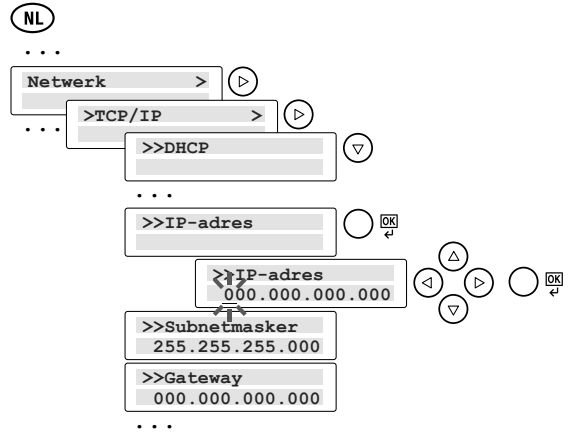 NL
...
Netwerk >
...
>TCP/IP >
>>DHCP
...
>>IP-adres
OK
>>IP-adres
000.000.000.000
OK
>>Subnetmasker
255.255.255.000
>>Gateway
000.000.000.000
...